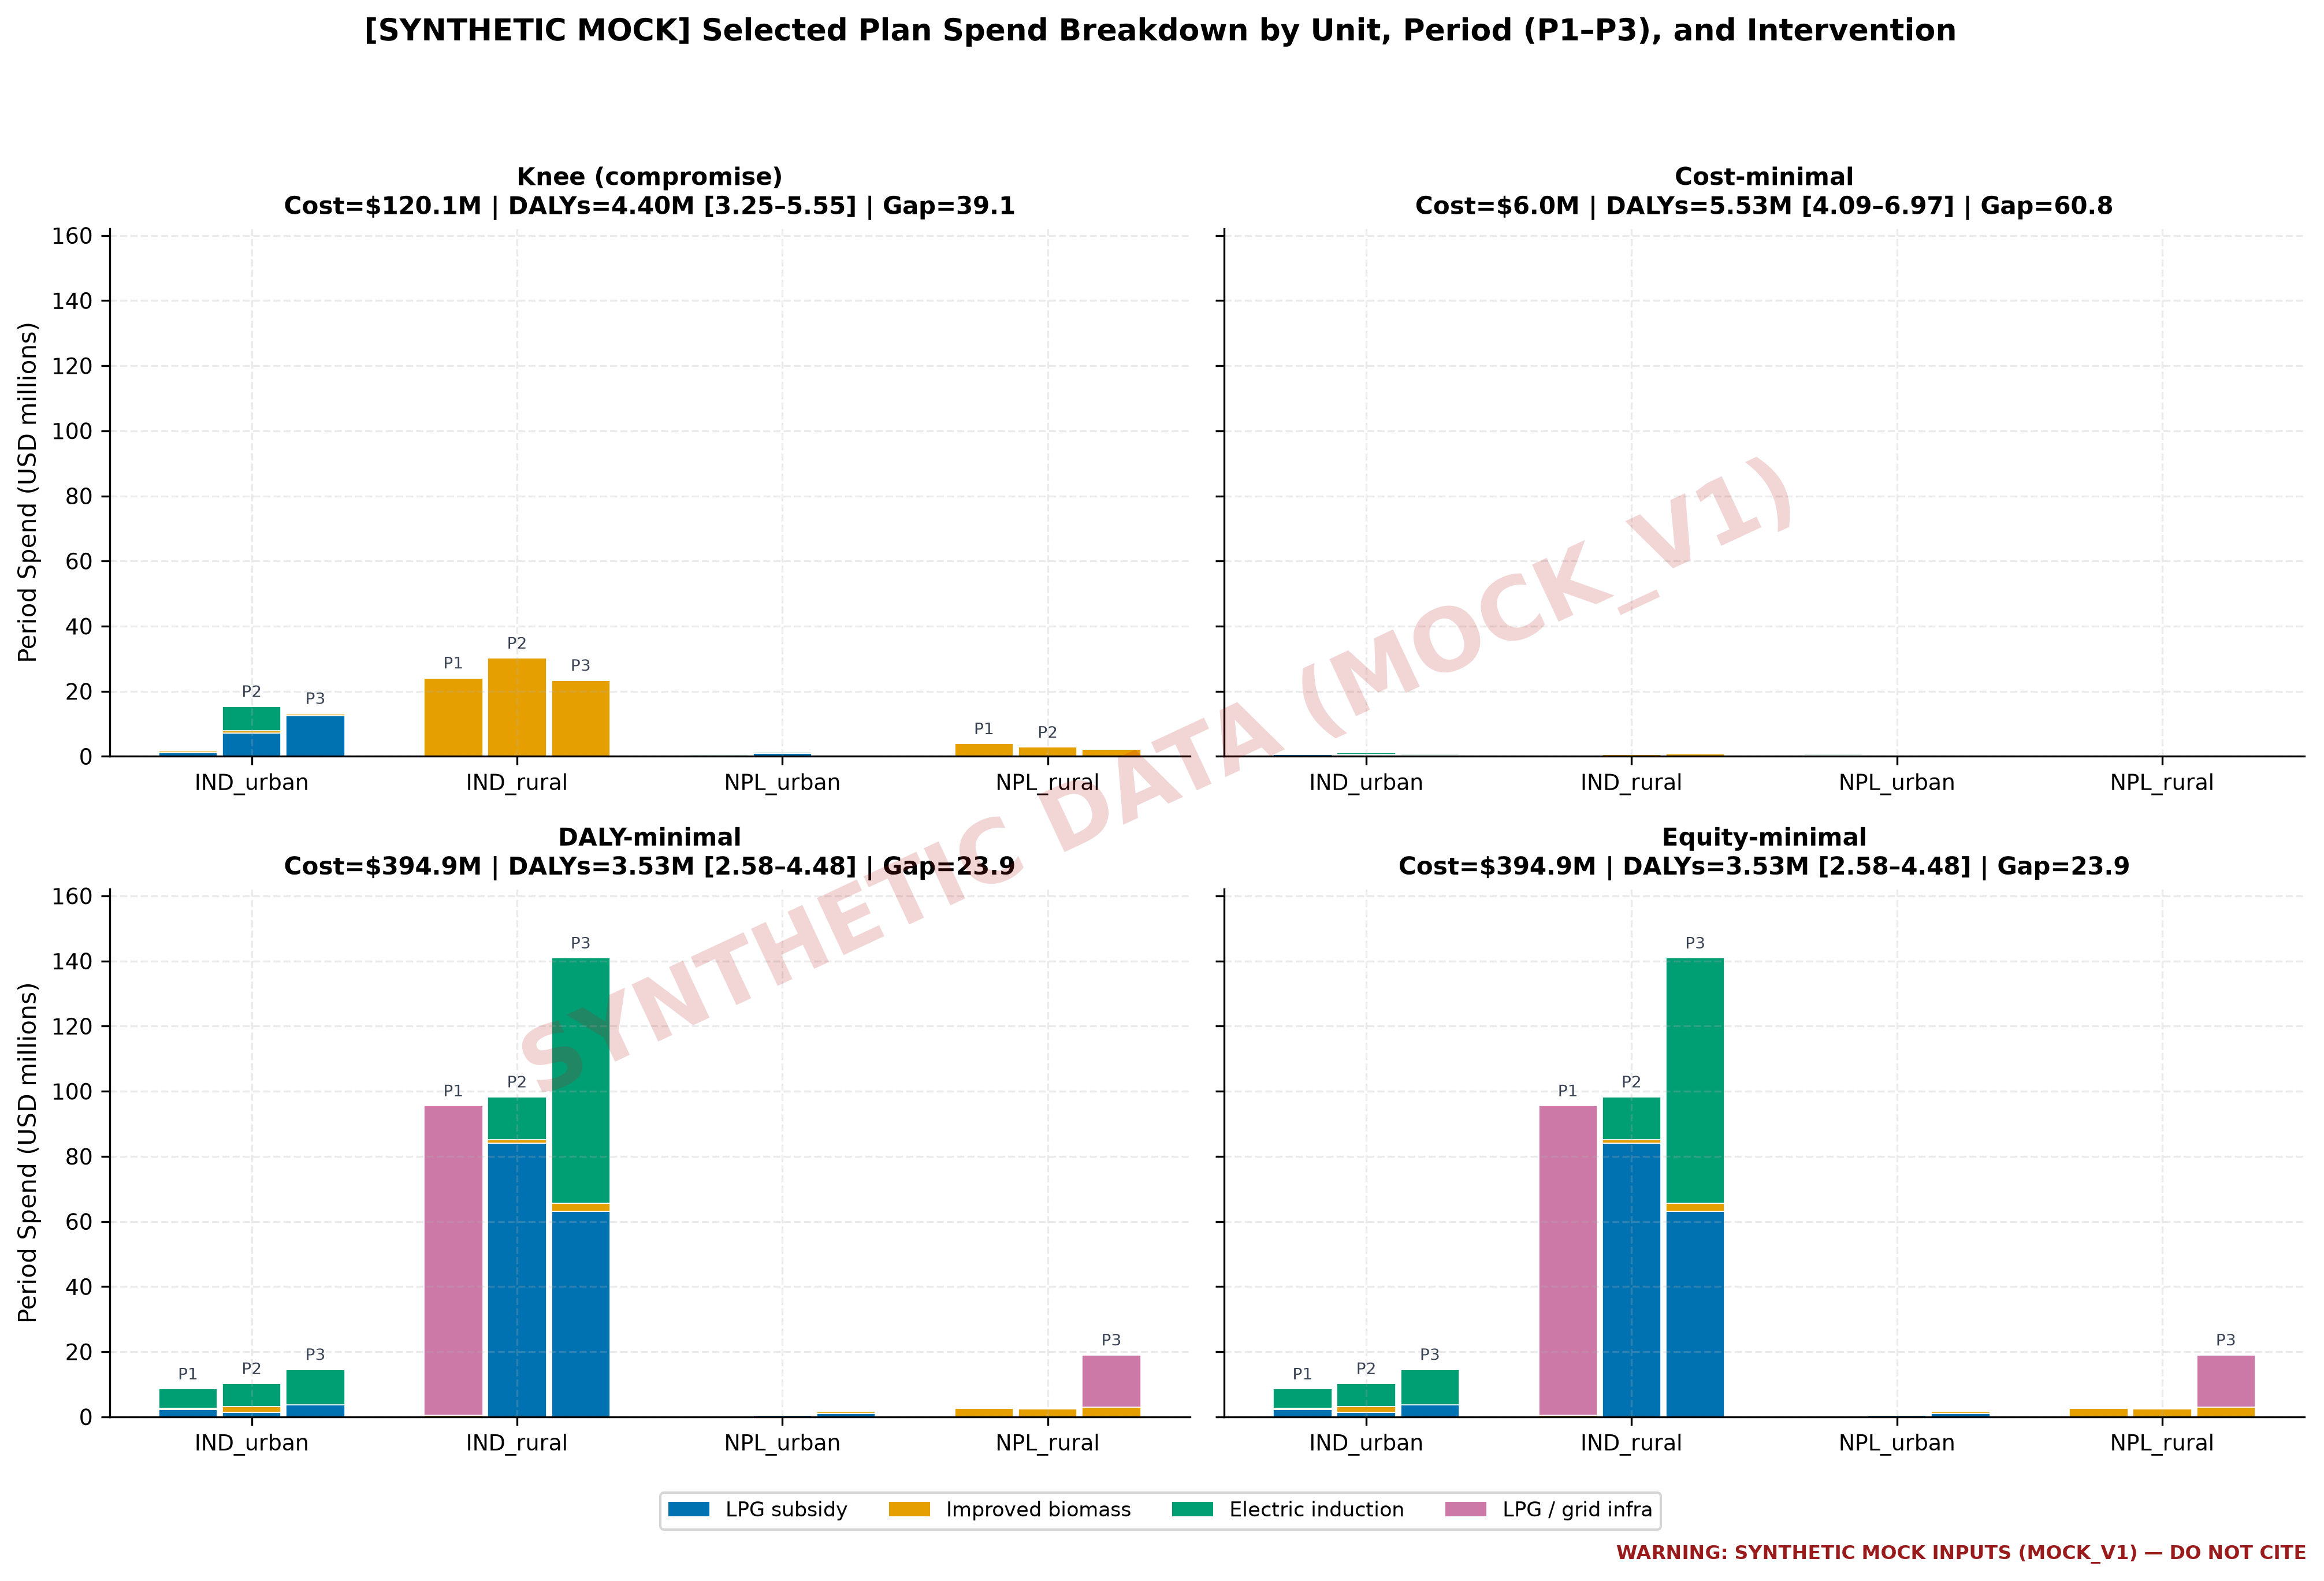 [SYNTHETIC MOCK] Selected Plan Spend Breakdown by Unit, Period (P1–P3), and Intervention
Knee (compromise)
Cost=$120.1M | DALYs=4.40M [3.25–5.55] | Gap=39.1
Period Spend (USD millions)
160
140
120
100
80
60
40
20
0
P2
P3
P1
P2
P3
P1
P2
IND_urban
IND_rural
NPL_urban
NPL_rural
Cost-minimal
Cost=$6.0M | DALYs=5.53M [4.09–6.97] | Gap=60.8
IND_urban
IND_rural
NPL_urban
NPL_rural
DALY-minimal
Cost=$394.9M | DALYs=3.53M [2.58–4.48] | Gap=23.9
Period Spend (USD millions)
160
140
120
100
80
60
40
20
0
P1
P2
P3
P1
P2
P3
P3
IND_urban
IND_rural
NPL_urban
NPL_rural
Equity-minimal
Cost=$394.9M | DALYs=3.53M [2.58–4.48] | Gap=23.9
P1
P2
P3
P1
P2
P3
P3
IND_urban
IND_rural
NPL_urban
NPL_rural
SYNTHETIC DATA (MOCK_V1)
LPG subsidy
Improved biomass
Electric induction
LPG / grid infra
WARNING: SYNTHETIC MOCK INPUTS (MOCK_V1) — DO NOT CITE